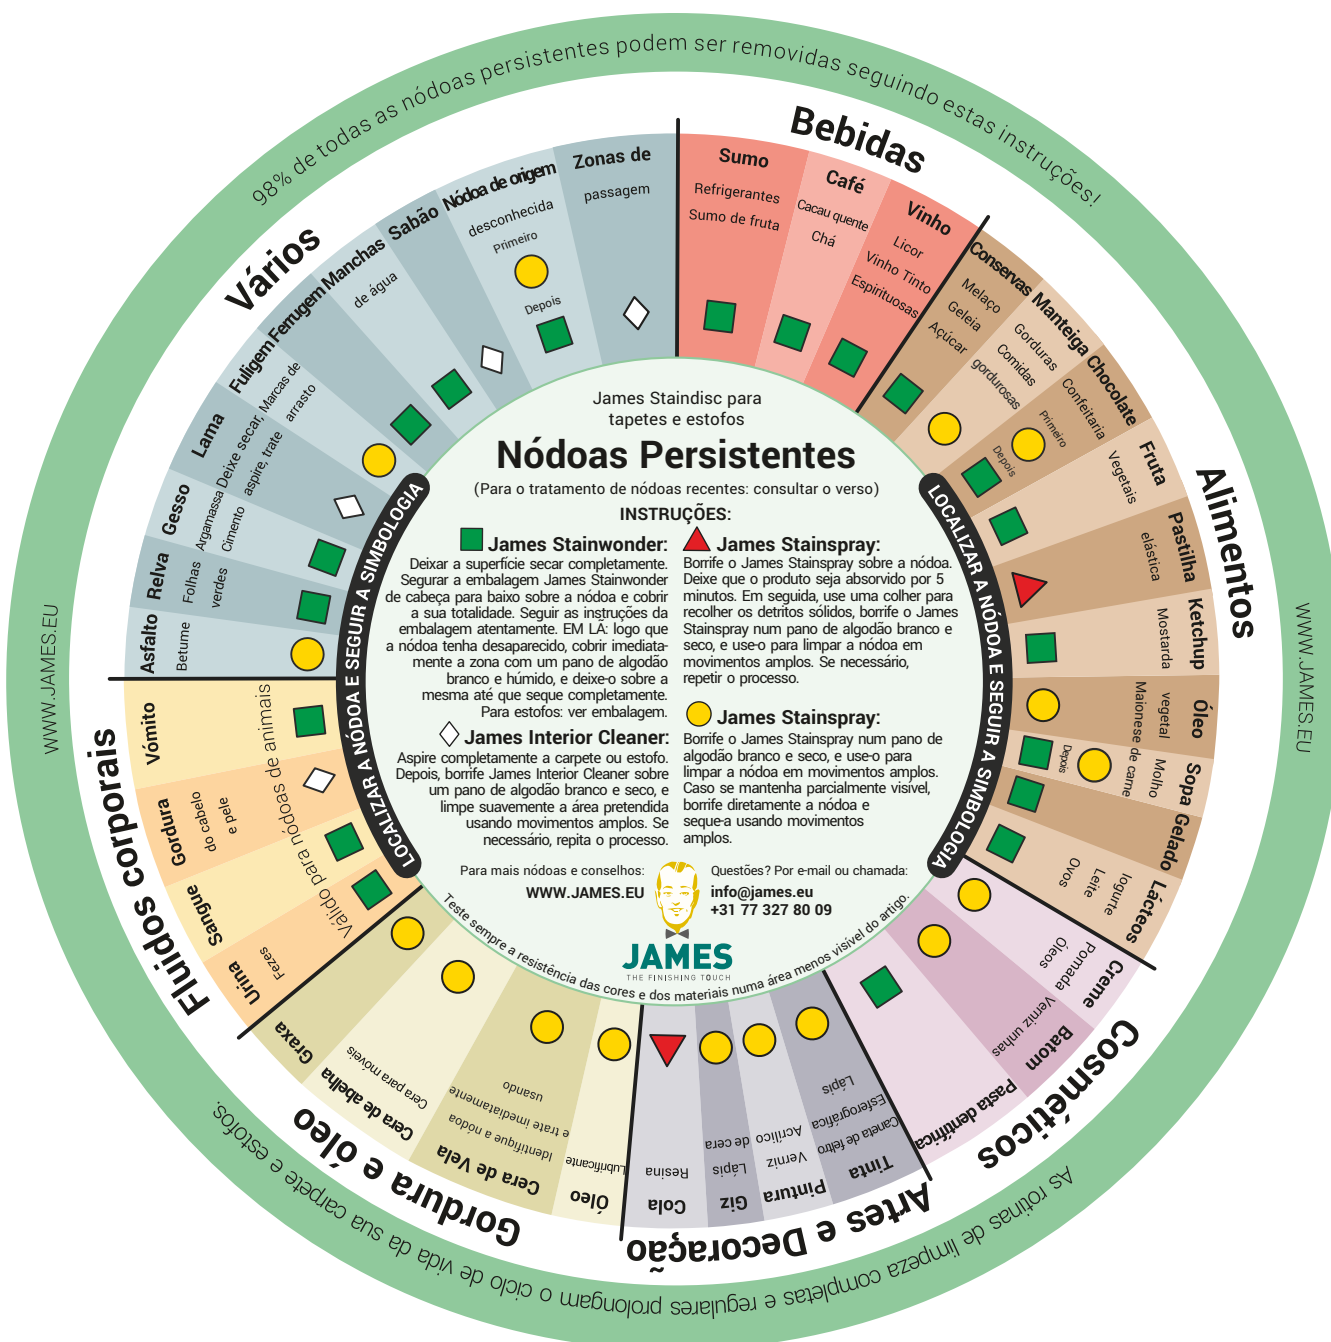 98% de todas as nódoas persistentes podem ser removidas seguindo estas instruções!
WWW.JAMES.EU
As rotinas de limpeza completas e regulares prolongam o ciclo de vida da sua carpete e estofos.
WWW.JAMES.EU
Bebidas
Sumo
Refrigerantes
Sumo de fruta
Café
Cacau quente
Chá
Vinho
Licor
Vinho Tinto
Espirituosas
Alimentos
Conservas
Melaço
Geleia
Açúcar
Manteiga
Gorduras
Comidas
gordurosas
Chocolate
Confeitaria
Primeiro
Depois
Fruta
Vegetais
Pastilha
elástica
Ketchup
Mostarda
Óleo
vegetal
Maionese
Sopa
Molho
de carne
Depois
Gelado
Lácteos
Iogurte
Leite
Ovos
Cosméticos
Creme
Pomada
Óleos
Batom
Verniz unhas
Pasta dentífrica
Artes e Decoração
Tinta
Caneta de feltro
Esferográfica
Lápis
Pintura
Verniz
Acrílico
Giz
Lápis
de cera
Cola
Resina
Gordura e óleo
Óleo
Lubrificante
Cera de Vela
Identifique a nódoa
e trate imediatamente
usando
Cera de abelha
Cera para móveis
Graxa
Fluidos corporais
Urina
Fezes
Sangue
Gordura
do cabelo
e pele
Vómito
Válido para nódoas de animais
Vários
Asfalto
Betume
Relva
Folhas
verdes
Gesso
Argamassa
Cimento
Lama
Deixe secar,
aspire, trate
Fuligem
Marcas de
arrasto
Ferrugem
Manchas
de água
Sabão
Nódoa de origem
desconhecida
Primeiro
Depois
Zonas de
passagem
LOCALIZAR A NÓDOA E SEGUIR A SIMBOLOGIA
LOCALIZAR A NÓDOA E SEGUIR A SIMBOLOGIA
James Staindisc para
tapetes e estofos
Nódoas Persistentes
(Para o tratamento de nódoas recentes: consultar o verso)
INSTRUÇÕES:
James Stainwonder:
Deixar a superfície secar completamente.
Segurar a embalagem James Stainwonder
de cabeça para baixo sobre a nódoa e cobrir
a sua totalidade. Seguir as instruções da
embalagem atentamente. EM LÃ: logo que
a nódoa tenha desaparecido, cobrir imediata-
mente a zona com um pano de algodão
branco e húmido, e deixe-o sobre a
mesma até que seque completamente.
Para estofos: ver embalagem.
James Interior Cleaner:
Aspire completamente a carpete ou estofo.
Depois, borrife James Interior Cleaner sobre
um pano de algodão branco e seco, e
limpe suavemente a área pretendida
usando movimentos amplos. Se
necessário, repita o processo.
James Stainspray:
Borrife o James Stainspray sobre a nódoa.
Deixe que o produto seja absorvido por 5
minutos. Em seguida, use uma colher para
recolher os detritos sólidos, borrife o James
Stainspray num pano de algodão branco e
seco, e use-o para limpar a nódoa em
movimentos amplos. Se necessário,
repetir o processo.
James Stainspray:
Borrife o James Stainspray num pano de
algodão branco e seco, e use-o para
limpar a nódoa em movimentos amplos.
Caso se mantenha parcialmente visível,
borrife diretamente a nódoa e
seque-a usando movimentos
amplos.
Para mais nódoas e conselhos:
WWW.JAMES.EU
Questões? Por e-mail ou chamada:
info@james.eu
+31 77 327 80 09
JAMES
THE FINISHING TOUCH
Teste sempre a resistência das cores e dos materiais numa área menos visível do artigo.